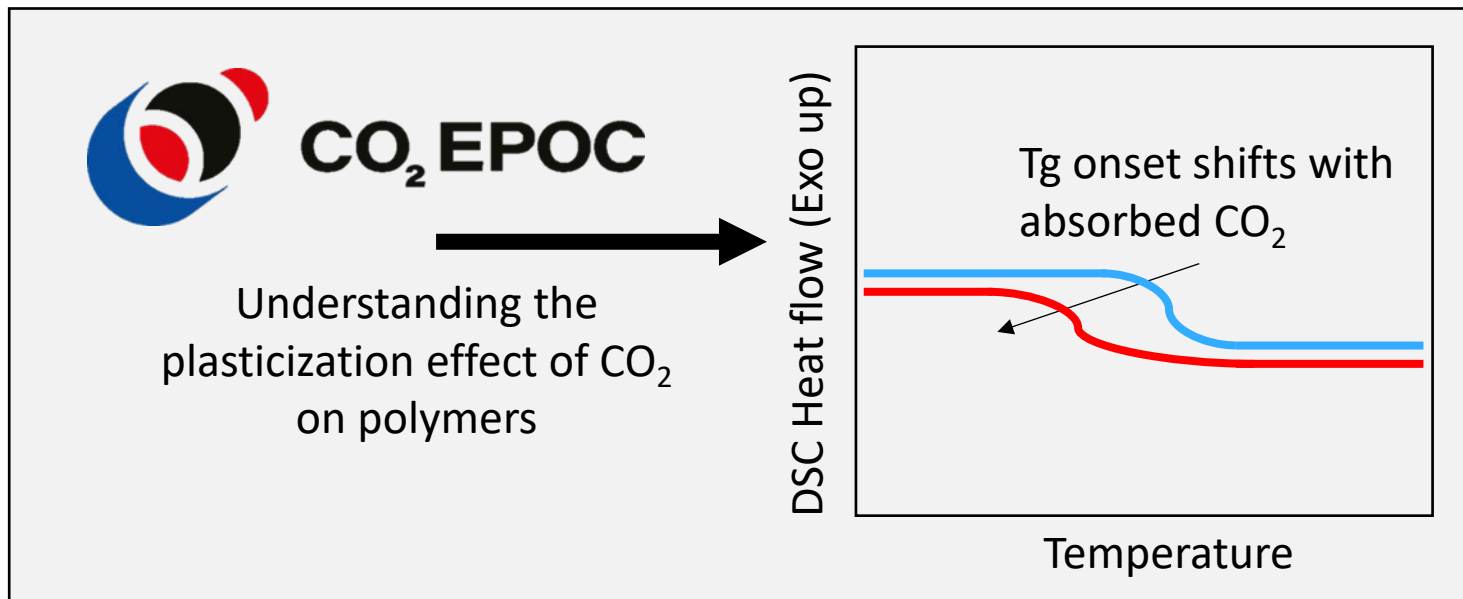 CO₂ EPOC
Understanding the
plasticization effect of CO₂
on polymers
DSC Heat flow (Exo up)
Tg onset shifts with
absorbed CO₂
Temperature